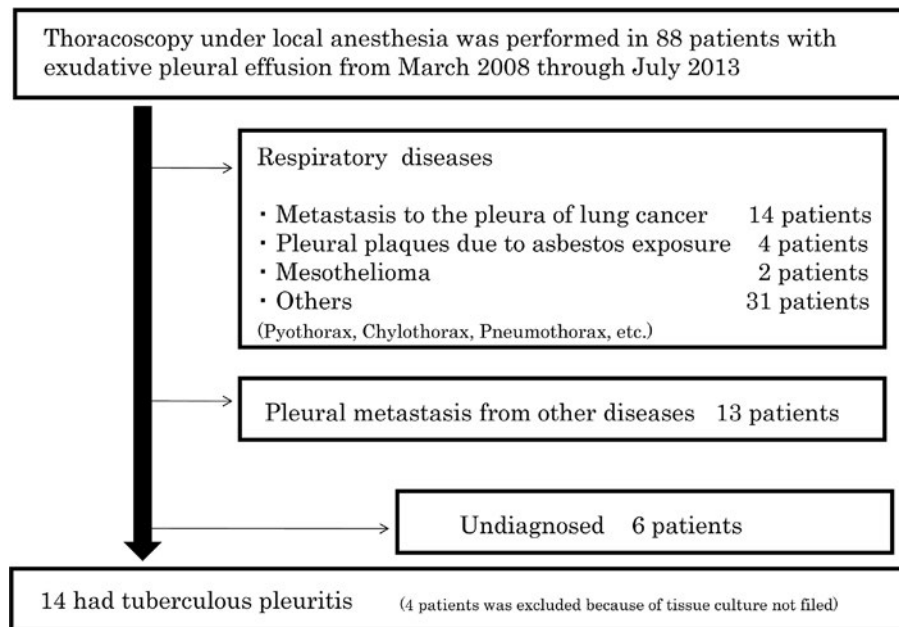 Thoracoscopy under local anesthesia was performed in 88 patients with
exudative pleural effusion from March 2008 through July 2013
Respiratory diseases
・Metastasis to the pleura of lung cancer 14 patients
・Pleural plaques due to asbestos exposure 4 patients
・Mesothelioma 2 patients
・Others 31 patients
(Pyothorax, Chylothorax, Pneumothorax, etc.)
Pleural metastasis from other diseases 13 patients
Undiagnosed 6 patients
14 had tuberculous pleuritis (4 patients was excluded because of tissue culture not filed)